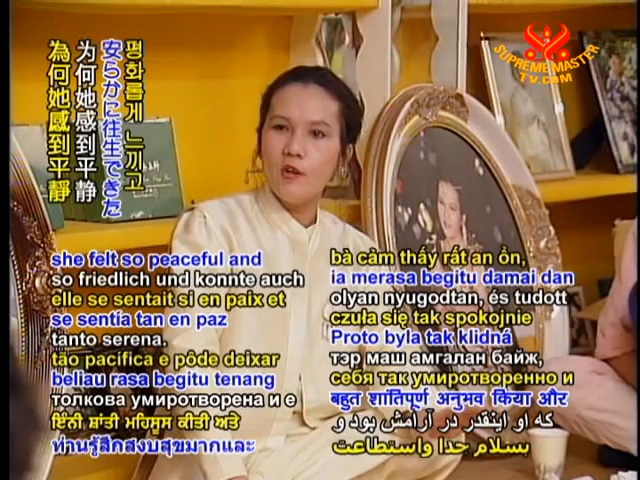 SUPREME MASTER
TV.COM
為何她感到平靜
为何她感到平静
安らかに往生できた
평화롭게 느끼고
she felt so peaceful and
so friedlich und konnte auch
elle se sentait si en paix et
se sentía tan en paz
tanto serena.
tão pacífica e pôde deixar
beliau rasa begitu tenang
толкова умиротворена и е
ਇੰਨੀ ਸ਼ਾਂਤੀ ਮਹਿਸੂਸ ਕੀਤੀ ਅਤੇ
ท่านรู้สึกสงบสุขมากและ
bà cảm thấy rất an ổn,
ia merasa begitu damai dan
olyan nyugodtan, és tudott
czuła się tak spokojnie
Proto byla tak klidná
тэр маш амгалан байж,
себя так умиротворенно и
बहुत शांतिपूर्ण अनुभव किया और
که او اینقدر در آرامش بود و
بسلام جدا واستطاعت